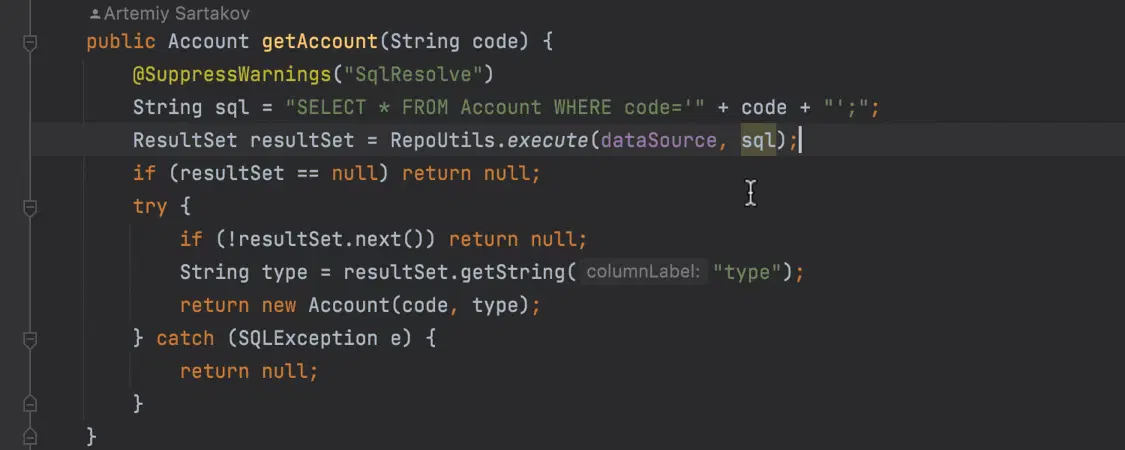 Artemiy Sartakov
public Account getAccount(String code) {
@SuppressWarnings("SqlResolve")
String sql = "SELECT * FROM Account WHERE code='" + code + "';";
ResultSet resultSet = RepoUtils.execute(dataSource, sql);
if (resultSet == null) return null;
try {
if (!resultSet.next()) return null;
String type = resultSet.getString( columnLabel: "type");
return new Account(code, type);
} catch (SQLException e) {
return null;
}
}